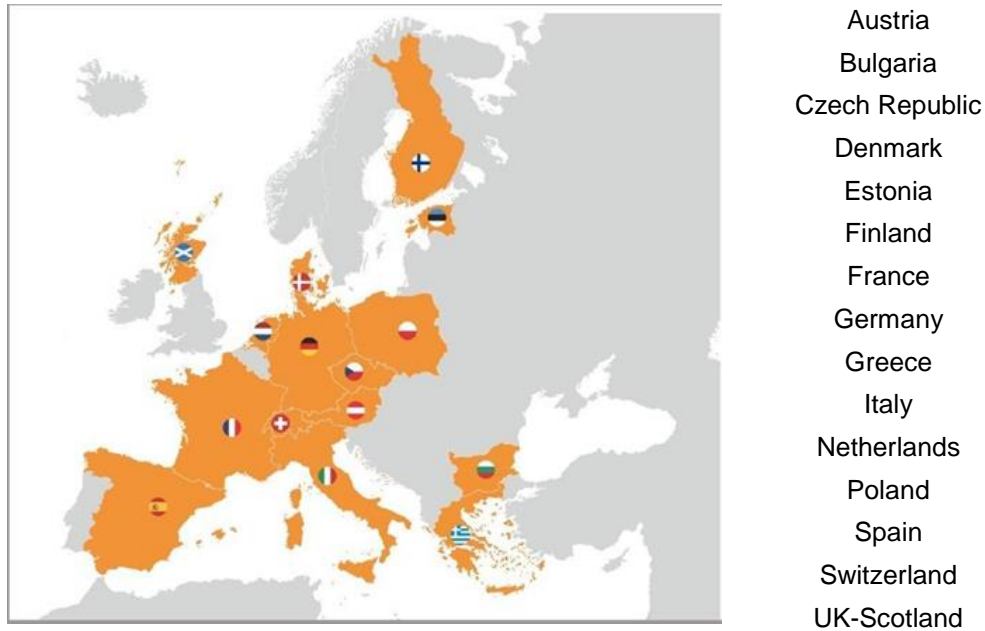 Austria
Bulgaria
Czech Republic
Denmark
Estonia
Finland
France
Germany
Greece
Italy
Netherlands
Poland
Spain
Switzerland
UK-Scotland